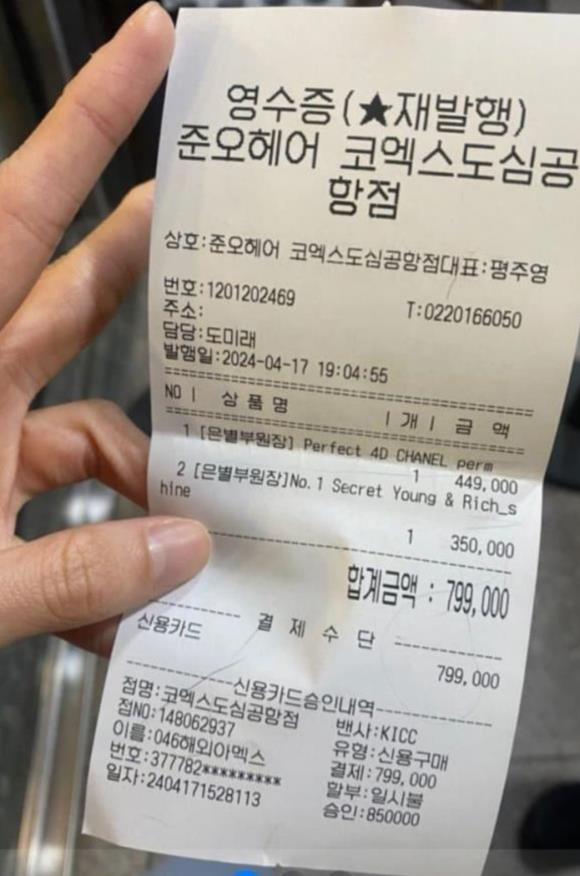 영수증(★재발행)
준오헤어 코엑스도심공
항점
상호:준오헤어 코엑스도심공항점대표:평주영
번호:1201202469 T:0220166050
주소:
담당:도미래
발행일:2024-04-17 19:04:55
NO | 상 품 명 | 개 | 금 액
1 [은별부원장] Perfect 4D CHANEL perm
1 449,000
2 [은별부원장]No.1 Secret Young & Rich_s
hine
1 350,000
합계금액 : 799,000
결 제 수 단
신용카드 799,000
신용카드승인내역
점명:코엑스도심공항점 밴사:KICC
점NO:148062937 유형:신용구매
이름:046해외아멕스 결제:799,000
번호:377782********* 할부:일시불
일자:2404171528113 승인:850000